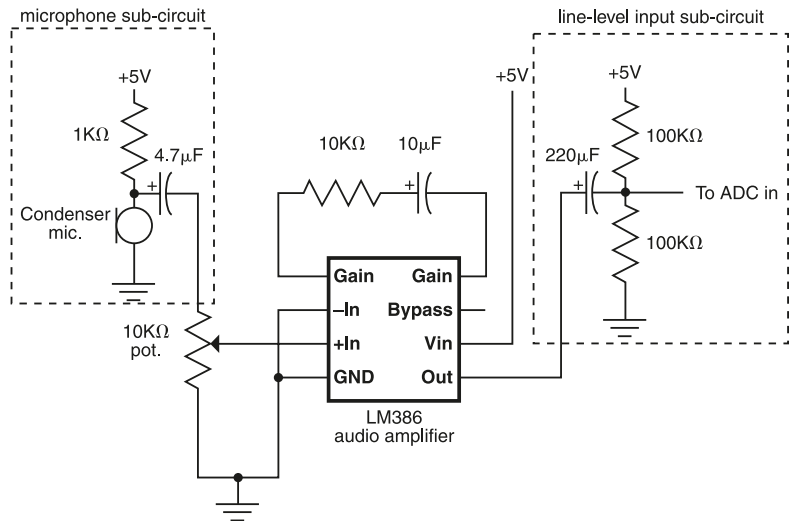 microphone sub-circuit
line-level input sub-circuit
+5V
+5V
+5V
1KΩ
4.7µF
+
10KΩ
10µF
+
100KΩ
220µF
+
To ADC in
Condenser
mic.
100KΩ
Gain
Gain
–In
Bypass
10KΩ
pot.
+In
Vin
GND
Out
LM386
audio amplifier